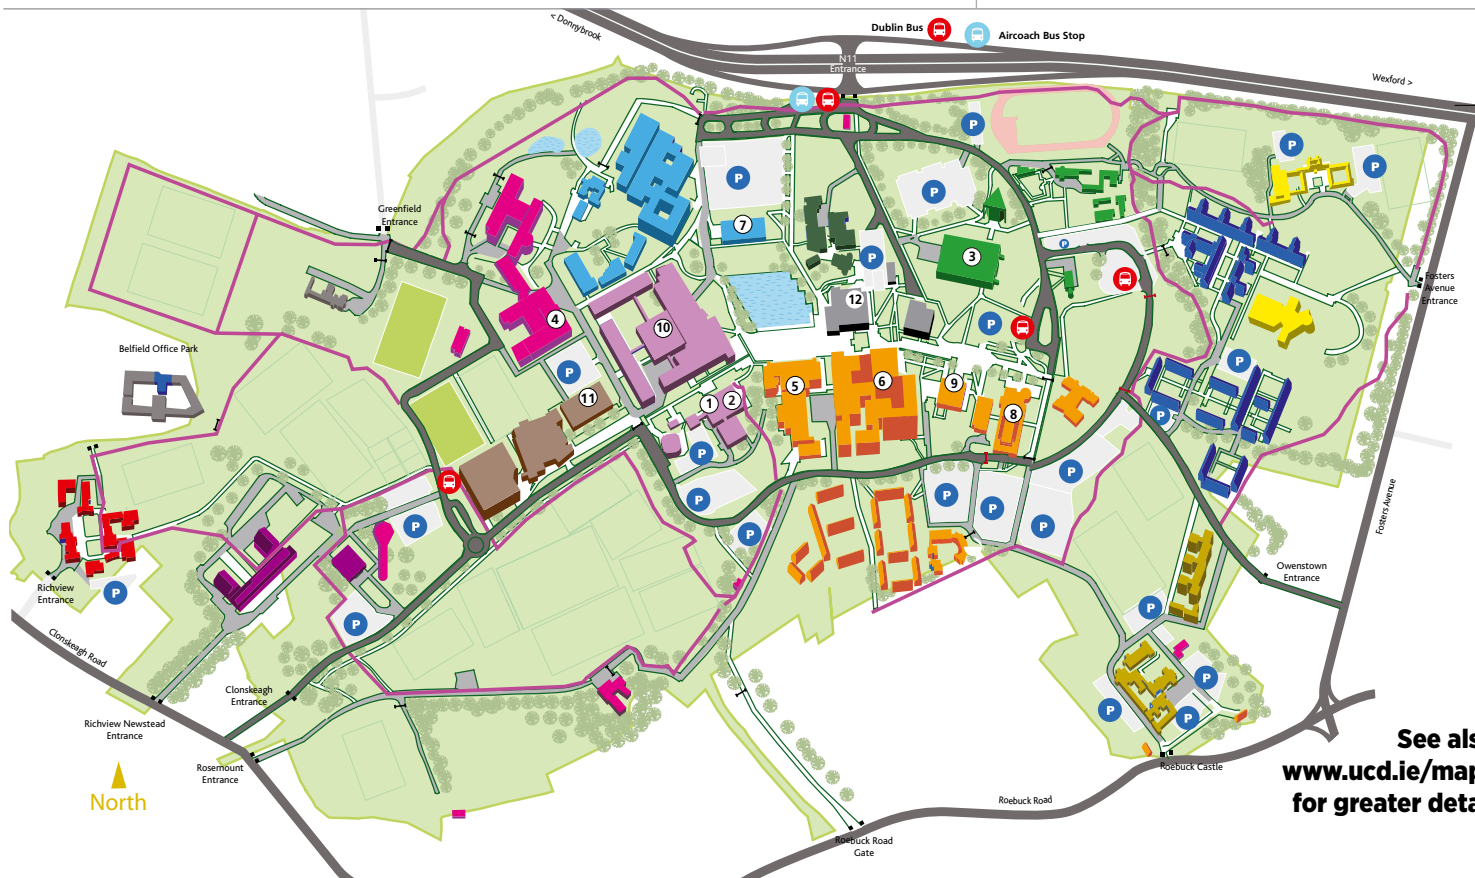 < Donnybrook
Dublin Bus
Aircoach Bus Stop
N11
Entrance
Wexford >
P
P
P
P
P
Greenfield
Entrance
7
P
3
P
12
Fosters
Avenue
Entrance
4
10
P
Belfield Office Park
P
P
5
6
9
11
1
2
8
P
P
P
P
P
P
P
P
P
P
Fosters Avenue
Richview
Entrance
P
Owenstown
Entrance
P
P
Clonskeagh Road
Clonskeagh
Entrance
P
P
P
Richview Newstead
Entrance
Rosemount
Entrance
North
Roebuck Castle
See als
www.ucd.ie/map
for greater deta
Roebuck Road
Roebuck Road
Gate